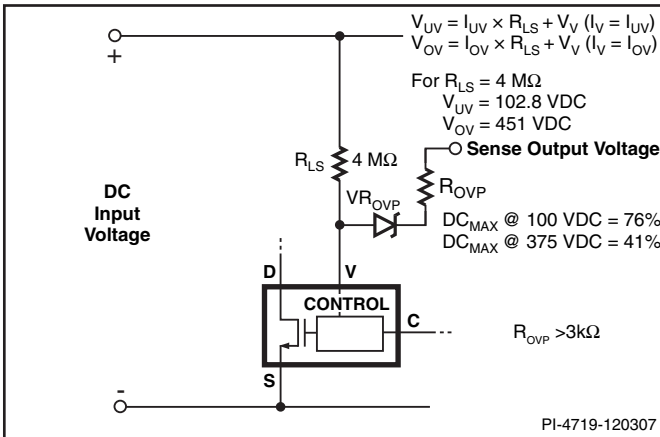 V_UV = I_UV × R_LS + V_V (I_V = I_UV)
V_OV = I_OV × R_LS + V_V (I_V = I_OV)
For R_LS = 4 MΩ
V_UV = 102.8 VDC
V_OV = 451 VDC
Sense Output Voltage
+
R_LS 4 MΩ
R_OVP
VR_OVP
DC
Input
Voltage
DC_MAX @ 100 VDC = 76%
DC_MAX @ 375 VDC = 41%
D
V
CONTROL
C
R_OVP >3kΩ
S
-
PI-4719-120307